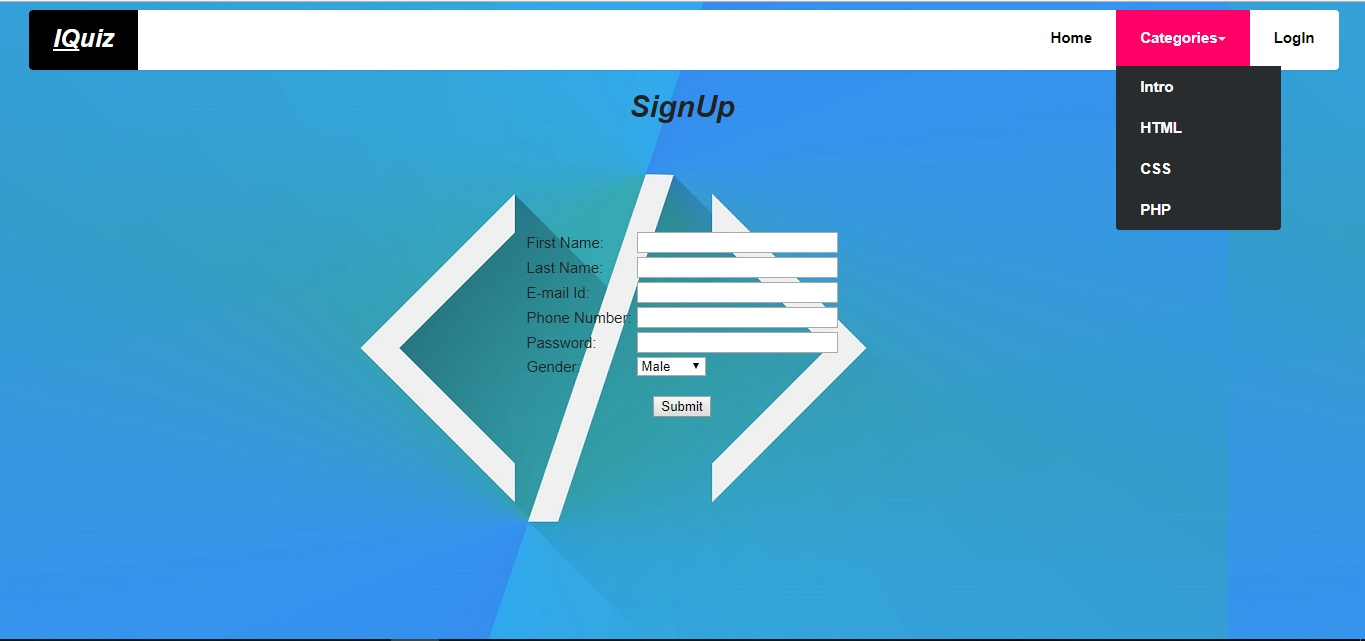 IQuiz
Home Categories LogIn
Intro
HTML
CSS
PHP
SignUp
First Name:
Last Name:
E-mail Id:
Phone Number:
Password:
Gender: Male
Submit